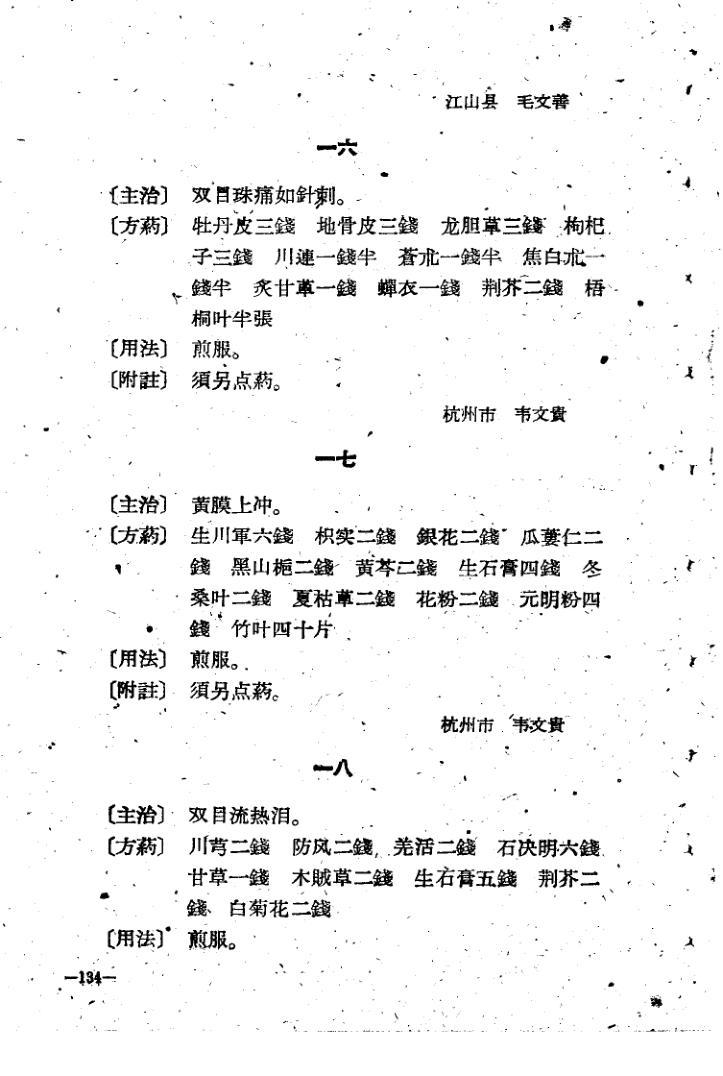 江山县　毛文善
一六
〔主治〕　双目珠痛如針刺。
〔方葯〕　牡丹皮三錢　地骨皮三錢　龙胆草三錢　枸杞
子三錢　川連一錢半　蒼朮一錢半　焦白朮一
錢半　炙甘草一錢　蟬衣一錢　荆芥二錢　梧
桐叶半張
〔用法〕　煎服。
〔附註〕　須另点葯。
杭州市　韦文貴
一七
〔主治〕　黃膜上冲。
〔方葯〕　生川軍六錢　枳实二錢　銀花二錢　瓜蔞仁二
錢　黑山梔二錢　黃芩二錢　生石膏四錢　冬
桑叶二錢　夏枯草二錢　花粉二錢　元明粉四
錢　竹叶四十片
〔用法〕　煎服。
〔附註〕　須另点葯。
杭州市　韦文貴
一八
〔主治〕　双目流热泪。
〔方葯〕　川芎二錢　防风二錢　羌活二錢　石决明六錢
甘草一錢　木賊草二錢　生石膏五錢　荆芥二
錢　白菊花二錢
〔用法〕　煎服。
—134—